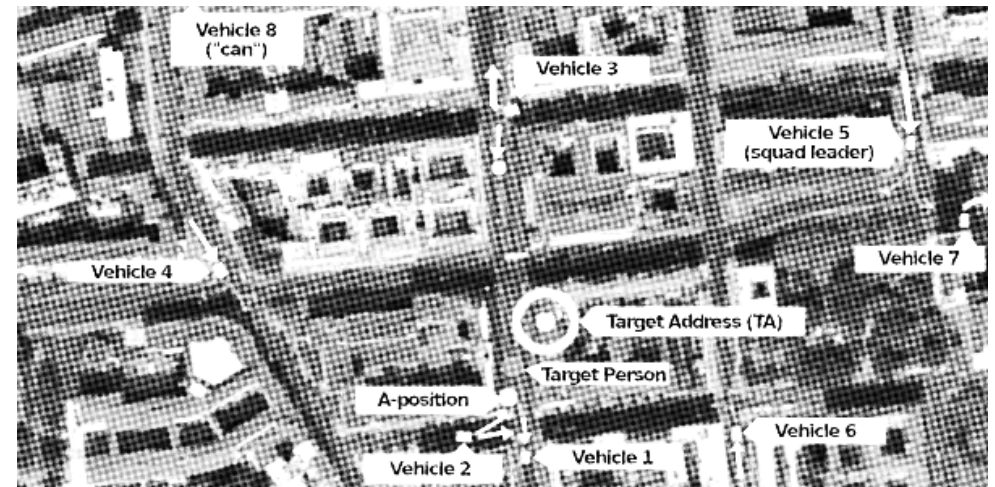 Vehicle 8
("can")
Vehicle 3
Vehicle 5
(squad leader)
Vehicle 4
Vehicle 7
Target Address (TA)
Target Person
A-position
Vehicle 6
Vehicle 2
Vehicle 1